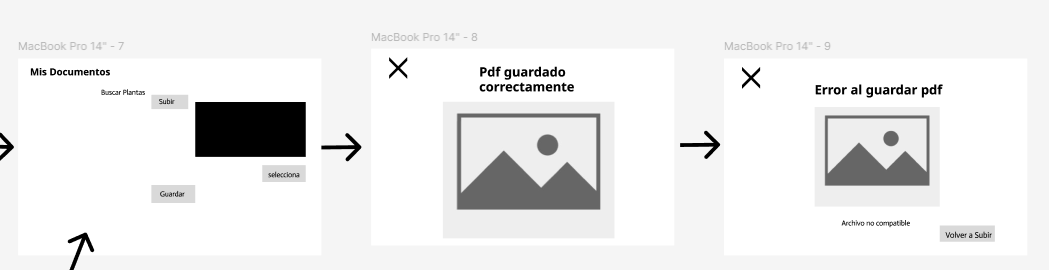 MacBook Pro 14" - 7
Mis Documentos
Buscar Plantas
Subir
selecciona
Guardar
MacBook Pro 14" - 8
Pdf guardado
correctamente
MacBook Pro 14" - 9
Error al guardar pdf
Archivo no compatible
Volver a Subir